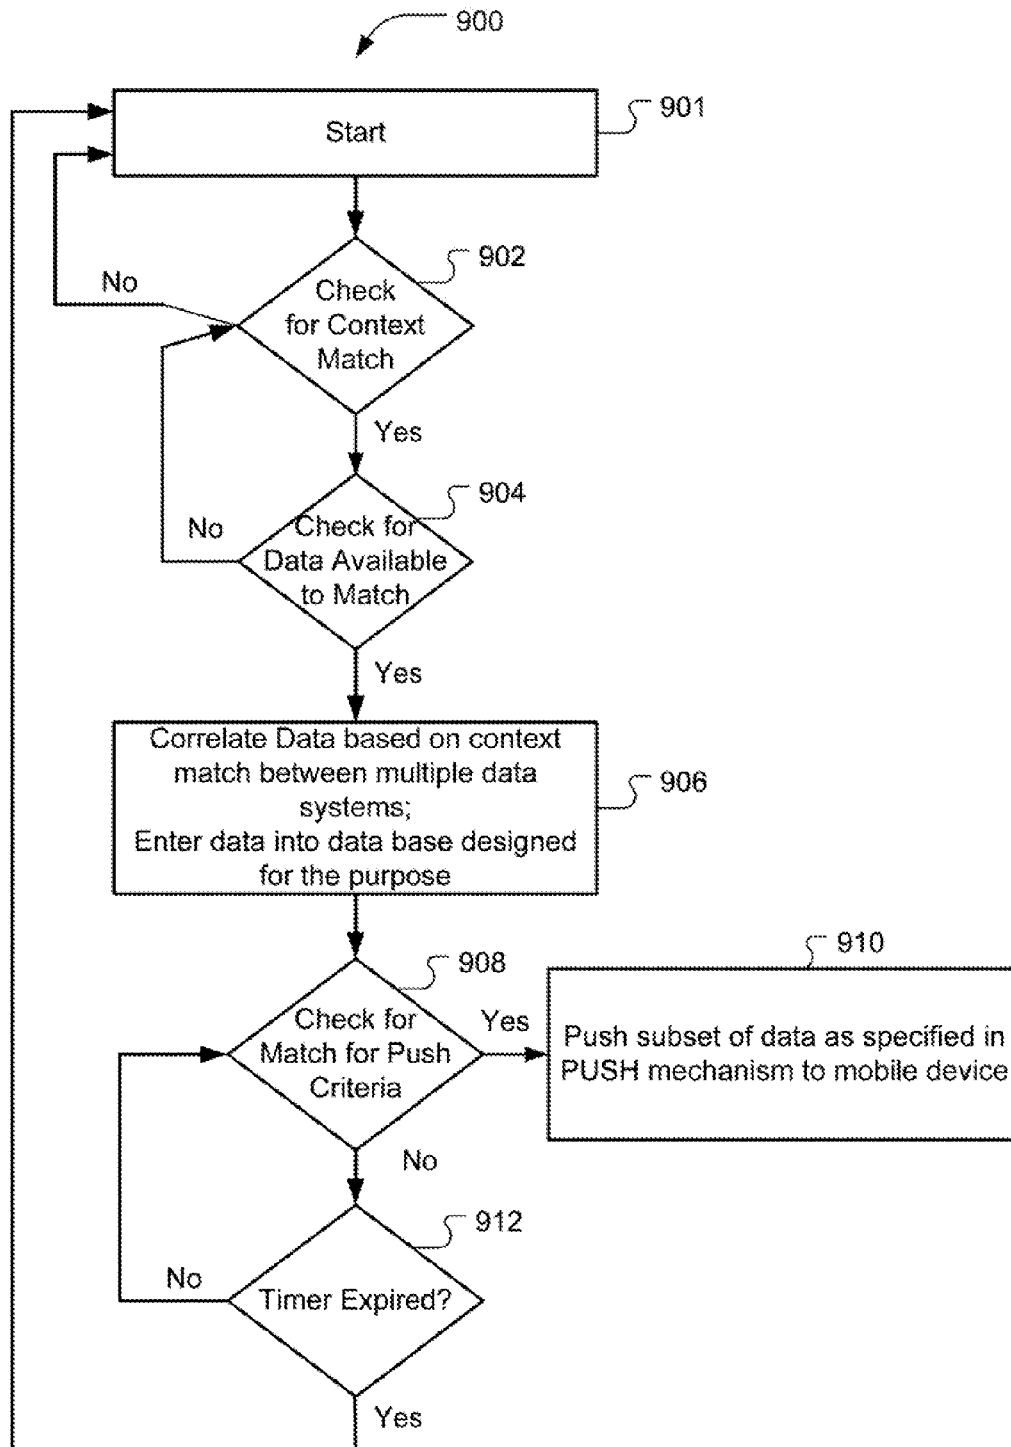 900
901
Start
902
Check
for Context
Match
No
Yes
904
Check for
Data Available
to Match
No
Yes
Correlate Data based on context
match between multiple data
systems;
Enter data into data base designed
for the purpose
906
908
Check for
Match for Push
Criteria
Yes
910
Push subset of data as specified in
PUSH mechanism to mobile device
No
912
Timer Expired?
No
Yes